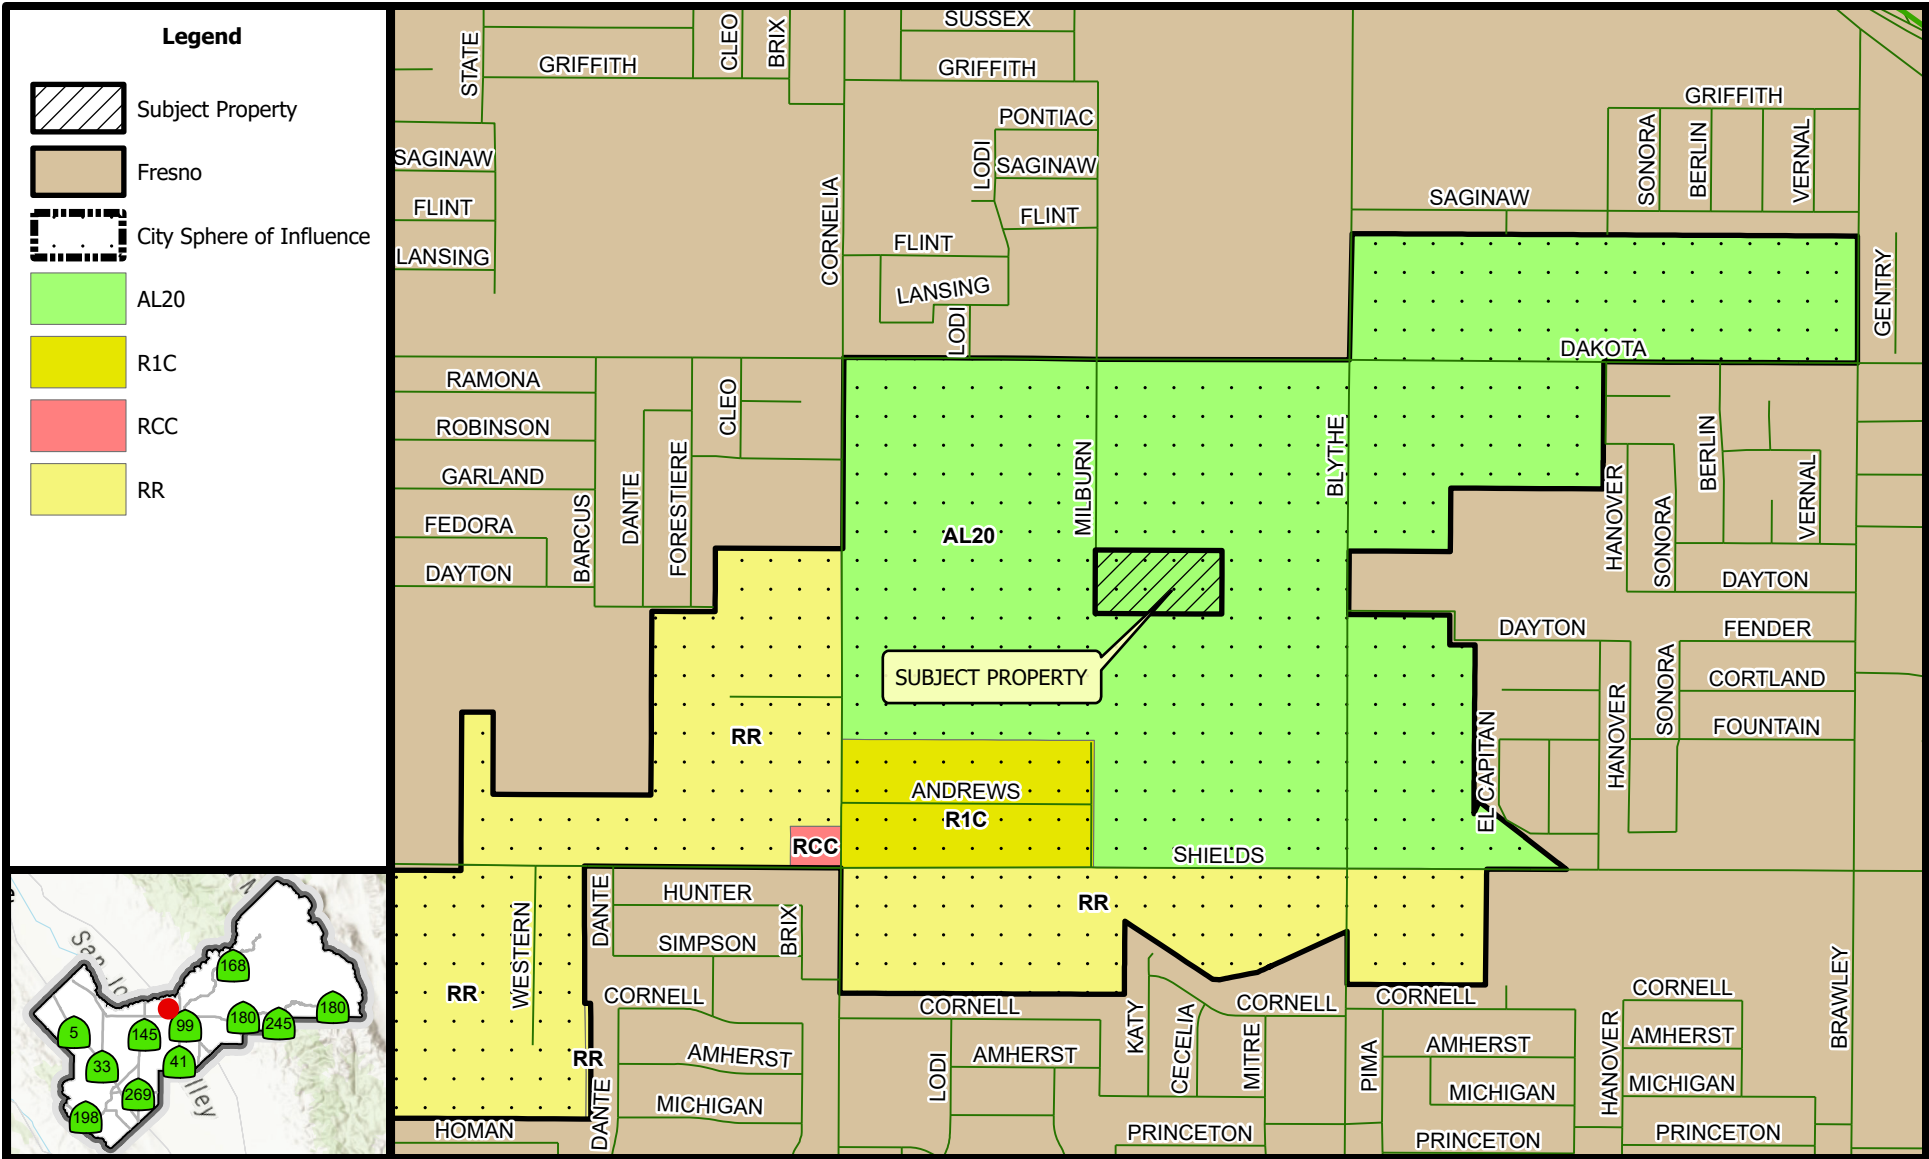 Legend
Subject Property
Fresno
City Sphere of Influence
AL20
R1C
RCC
RR
STATE
GRIFFITH
CLEO
BRIX
SUSSEX
GRIFFITH
PONTIAC
LODI
SAGINAW
FLINT
SAGINAW
FLINT
LANSING
CORNELIA
FLINT
LANSING
LODI
GRIFFITH
SONORA
BERLIN
VERNAL
SAGINAW
GENTRY
DAKOTA
RAMONA
ROBINSON
GARLAND
FEDORA
DAYTON
BARCUS
DANTE
FORESTIERE
CLEO
MILBURN
BLYTHE
AL20
HANOVER
SONORA
BERLIN
VERNAL
DAYTON
SUBJECT PROPERTY
DAYTON
FENDER
CORTLAND
FOUNTAIN
SONORA
HANOVER
EL CAPITAN
RR
ANDREWS
R1C
RCC
SHIELDS
RR
HUNTER
SIMPSON
DANTE
BRIX
WESTERN
RR
RR
CORNELL
AMHERST
MICHIGAN
DANTE
HOMAN
CORNELL
LODI
AMHERST
KATY
CECELIA
MITRE
CORNELL
PRINCETON
CORNELL
PIMA
AMHERST
MICHIGAN
PRINCETON
HANOVER
CORNELL
AMHERST
MICHIGAN
PRINCETON
BRAWLEY
168
180
180
245
5
145
99
33
41
269
198
San Jo
lley